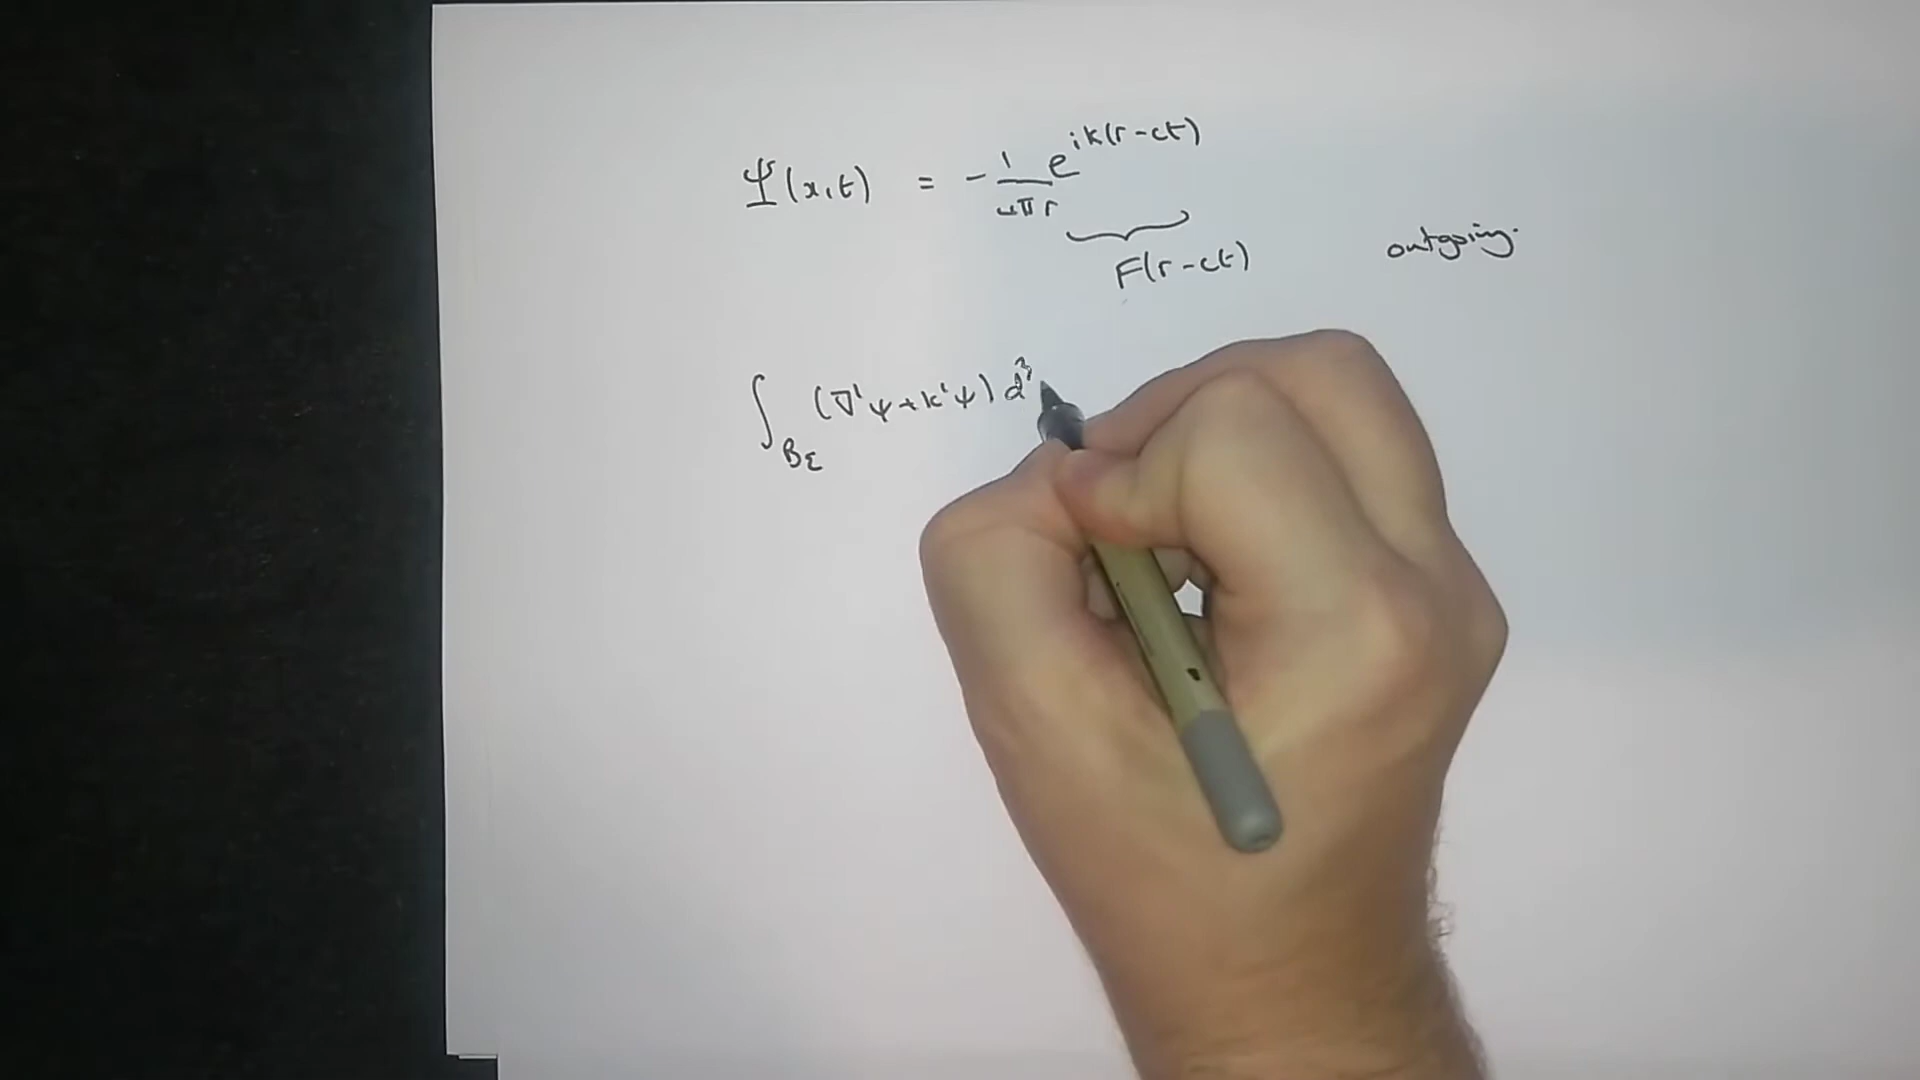 Ψ(x,t) = -1/4πr e^{ik(r-ct)}
F(r-ct) outgoing.
∫_{B_ε} (∇²ψ+k²ψ) d³